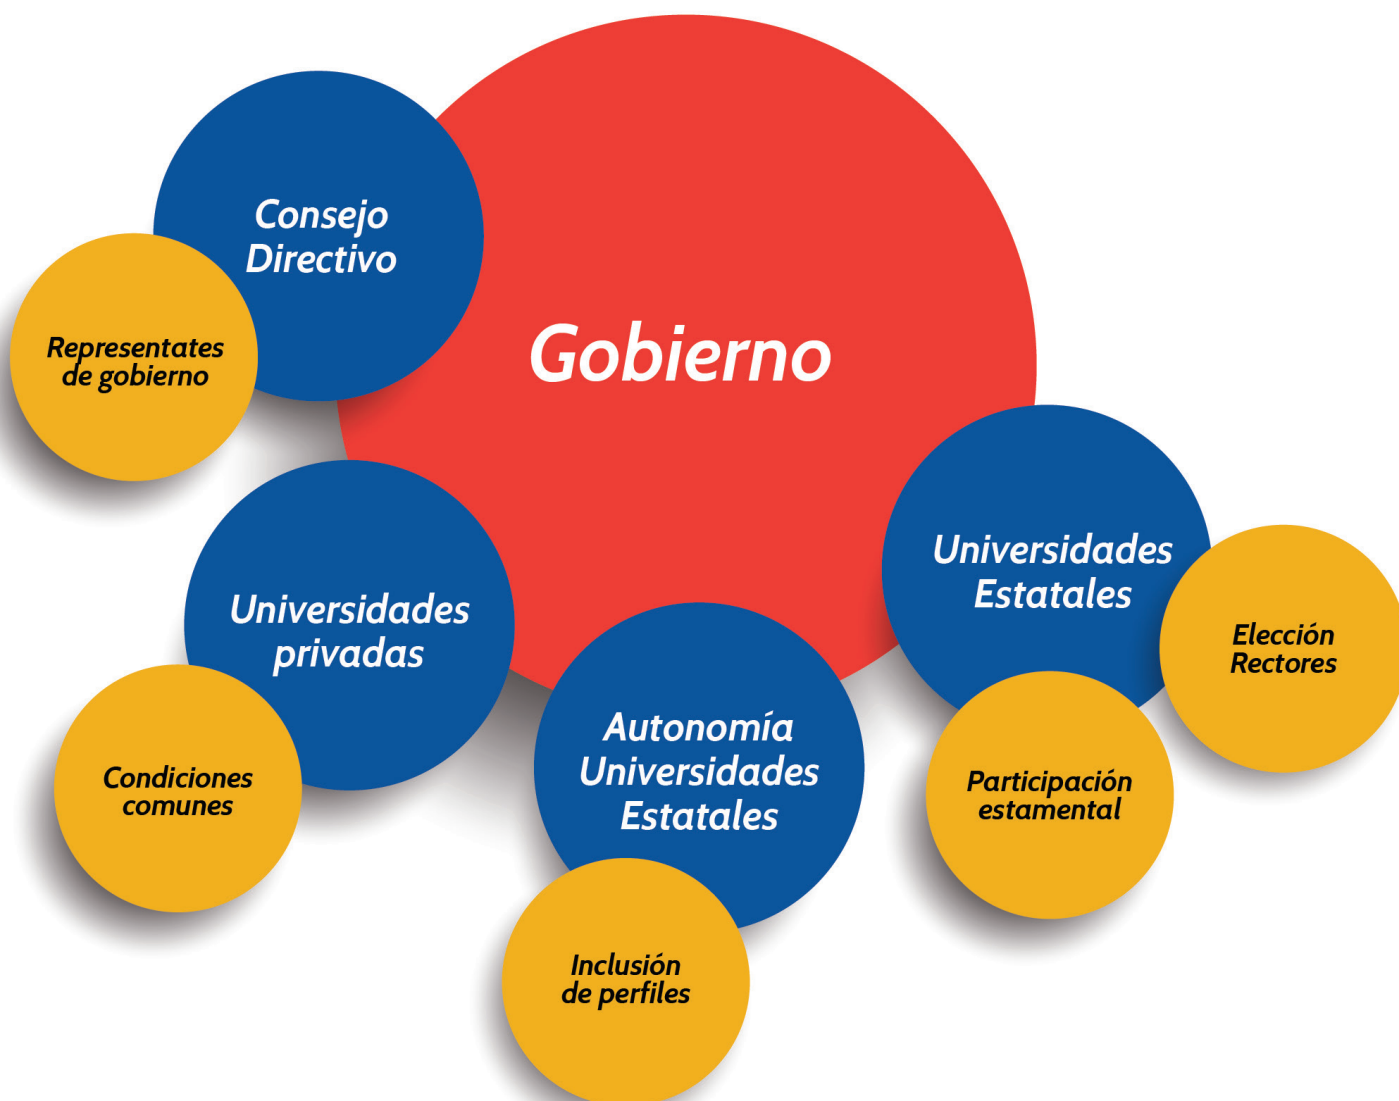 Consejo
Directivo
Representates
de gobierno
Gobierno
Universidades
privadas
Condiciones
comunes
Autonomía
Universidades
Estatales
Inclusión
de perfiles
Universidades
Estatales
Elección
Rectores
Participación
estamental